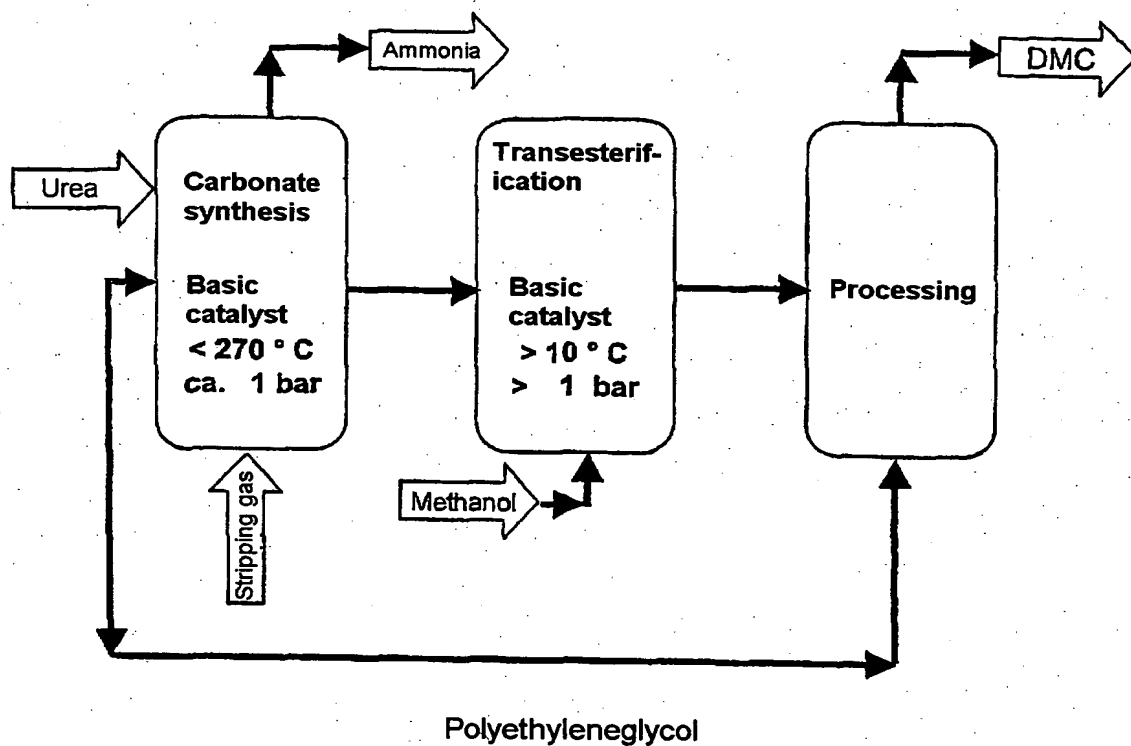 Ammonia
DMC
Urea
Carbonate
synthesis
Basic
catalyst
< 270 ° C
ca. 1 bar
Transesterif-
ication
Basic
catalyst
> 10 ° C
> 1 bar
Processing
Stripping gas
Methanol
Polyethyleneglycol